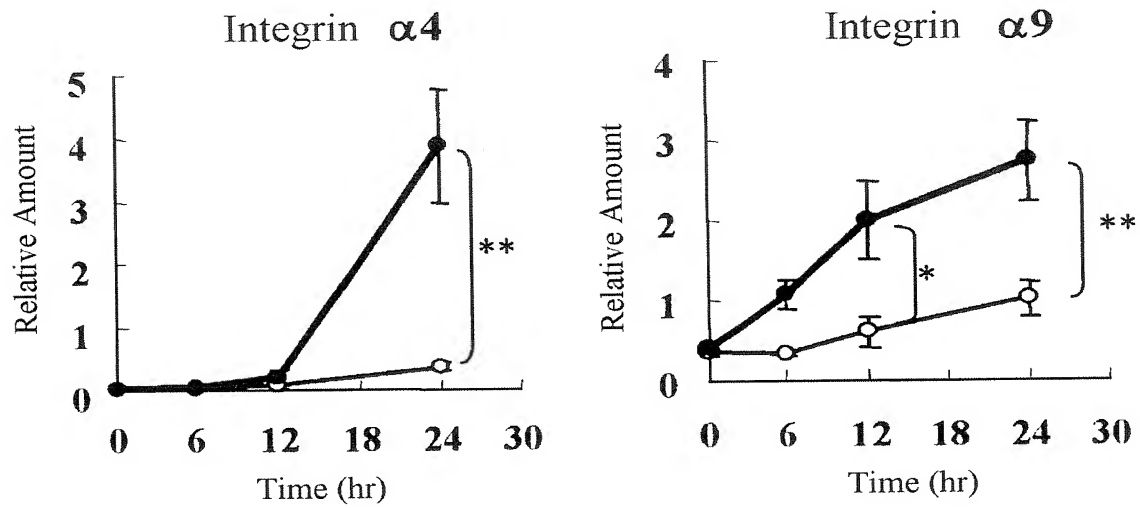 Integrin α4
Relative Amount
5
4
3
2
1
0
**
0 6 12 18 24 30
Time (hr)
Integrin α9
Relative Amount
4
3
2
1
0
*
**
0 6 12 18 24 30
Time (hr)